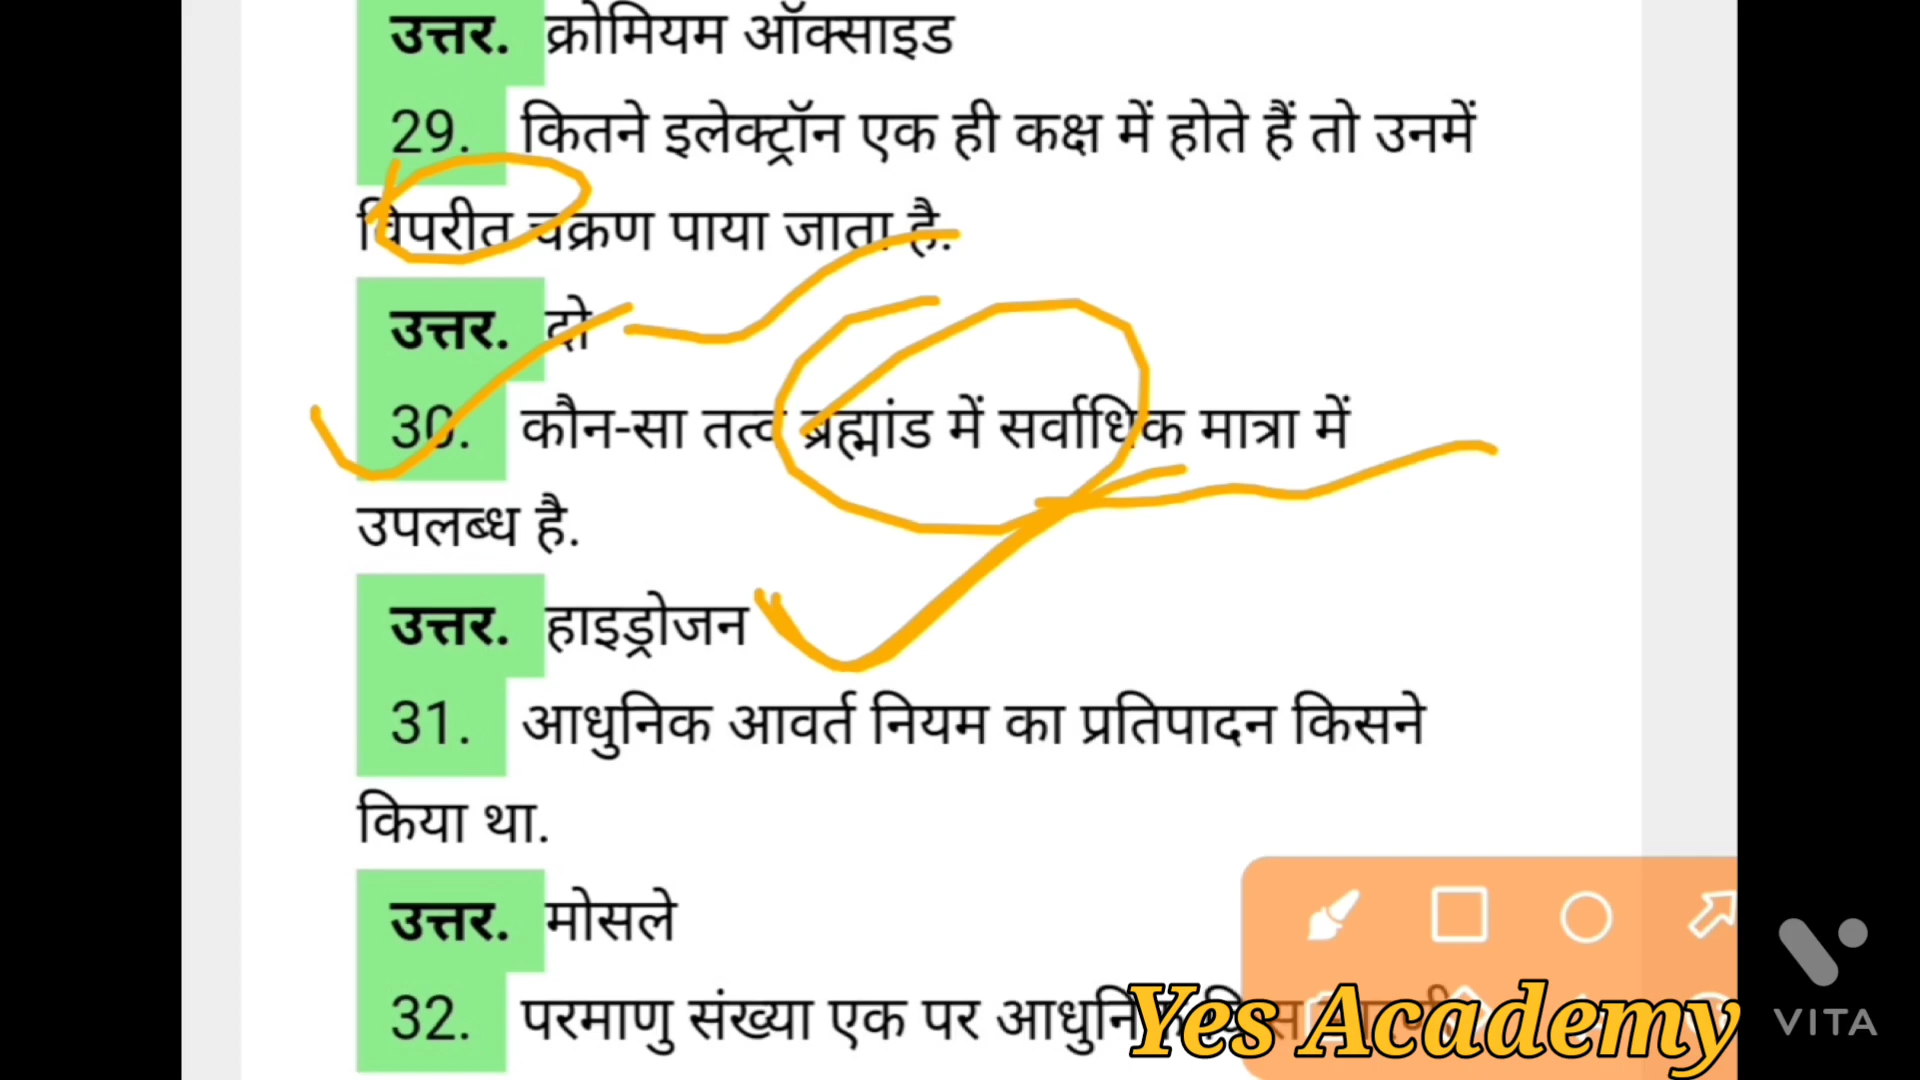 उत्तर. क्रोमियम ऑक्साइड
29. कितने इलेक्ट्रॉन एक ही कक्ष में होते हैं तो उनमें
विपरीत चक्रण पाया जाता है.
उत्तर. दो
30. कौन-सा तत्व ब्रह्मांड में सर्वाधिक मात्रा में
उपलब्ध है.
उत्तर. हाइड्रोजन
31. आधुनिक आवर्त नियम का प्रतिपादन किसने
किया था.
उत्तर. मोसले
32. परमाणु संख्या एक पर
Yes Academy
VITA